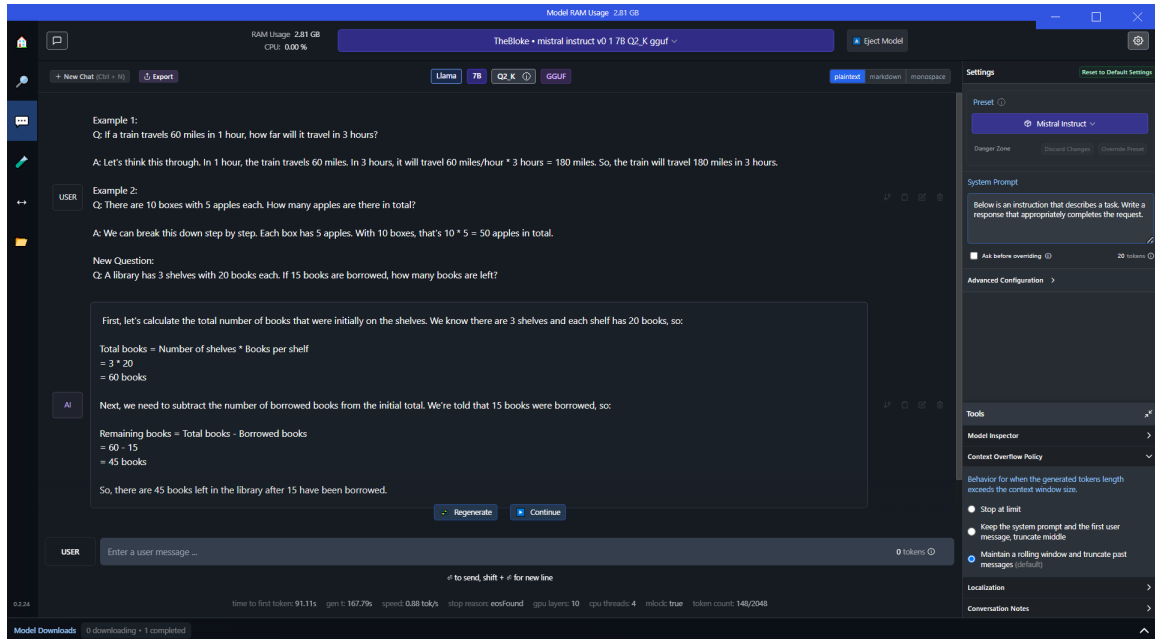 Model RAM Usage 2.81 GB
RAM Usage 2.81 GB
CPU: 0.00 %
TheBloke • mistral instruct v0 1 7B Q2_K gguf
Eject Model
+ New Chat (Ctrl + N)
Export
Llama
7B
Q2_K
GGUF
plaintext
markdown
monospace
Example 1:
Q: If a train travels 60 miles in 1 hour, how far will it travel in 3 hours?
A: Let's think this through. In 1 hour, the train travels 60 miles. In 3 hours, it will travel 60 miles/hour * 3 hours = 180 miles. So, the train will travel 180 miles in 3 hours.
USER
Example 2:
Q: There are 10 boxes with 5 apples each. How many apples are there in total?
A: We can break this down step by step. Each box has 5 apples. With 10 boxes, that's 10 * 5 = 50 apples in total.
New Question:
Q: A library has 3 shelves with 20 books each. If 15 books are borrowed, how many books are left?
AI
First, let's calculate the total number of books that were initially on the shelves. We know there are 3 shelves and each shelf has 20 books, so:
Total books = Number of shelves * Books per shelf
= 3 * 20
= 60 books
Next, we need to subtract the number of borrowed books from the initial total. We're told that 15 books were borrowed, so:
Remaining books = Total books - Borrowed books
= 60 - 15
= 45 books
So, there are 45 books left in the library after 15 have been borrowed.
Regenerate
Continue
USER
Enter a user message ...
0 tokens
⏎ to send, shift + ⏎ for new line
time to first token: 91.11s gen t: 167.79s speed: 0.88 tok/s stop reason: eosFound gpu layers: 10 cpu threads: 4 mlock: true token count: 148/2048
0.2.24
Model Downloads 0 downloading • 1 completed
Settings
Reset to Default Settings
Preset
Mistral Instruct
Danger Zone
Discard Changes
Override Preset
System Prompt
Below is an instruction that describes a task. Write a
response that appropriately completes the request.
Ask before overriding
20 tokens
Advanced Configuration
Tools
Model Inspector
Context Overflow Policy
Behavior for when the generated tokens length
exceeds the context window size.
Stop at limit
Keep the system prompt and the first user
message, truncate middle
Maintain a rolling window and truncate past
messages (default)
Localization
Conversation Notes